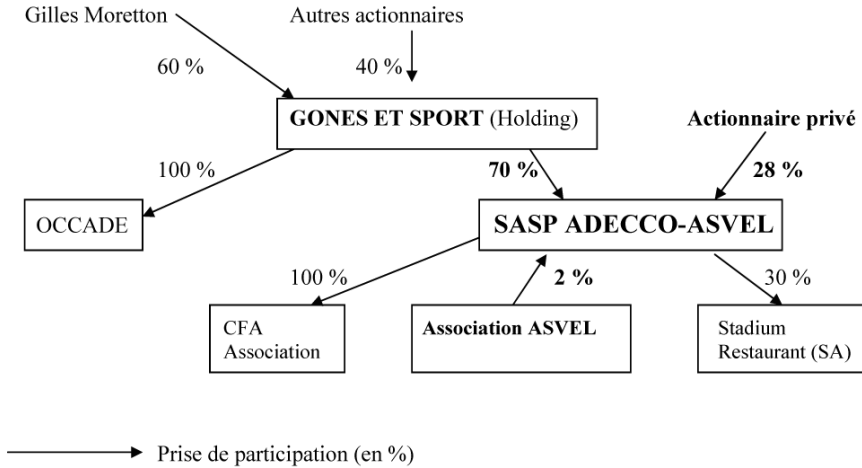 Gilles Moretton
Autres actionnaires
60 %
40 %
GONES ET SPORT (Holding)
Actionnaire privé
100 %
70 %
28 %
OCCADE
SASP ADECCO-ASVEL
100 %
2 %
30 %
CFA
Association
Association ASVEL
Stadium
Restaurant (SA)
Prise de participation (en %)